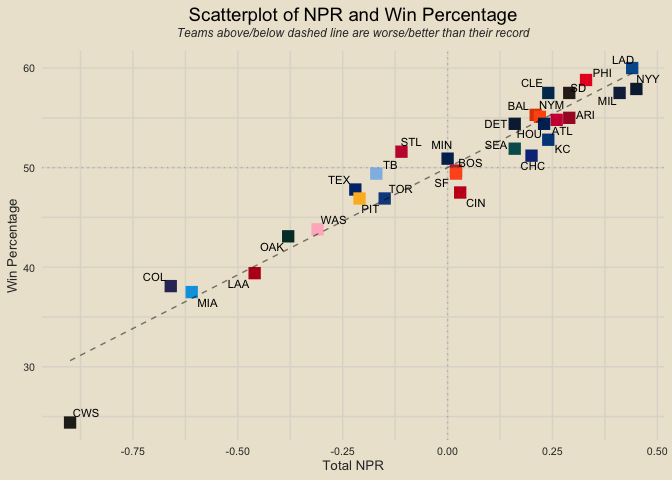 Scatterplot of NPR and Win Percentage
Teams above/below dashed line are worse/better than their record
60
50
40
30
Win Percentage
LAD
PHI
NYY
CLE
SD
MIL
BAL
NYM
ARI
DET
HOU
ATL
SEA
KC
CHC
STL
MIN
BOS
TB
SF
CIN
TEX
TOR
PIT
WAS
OAK
LAA
COL
MIA
CWS
-0.75
-0.50
-0.25
0.00
0.25
0.50
Total NPR